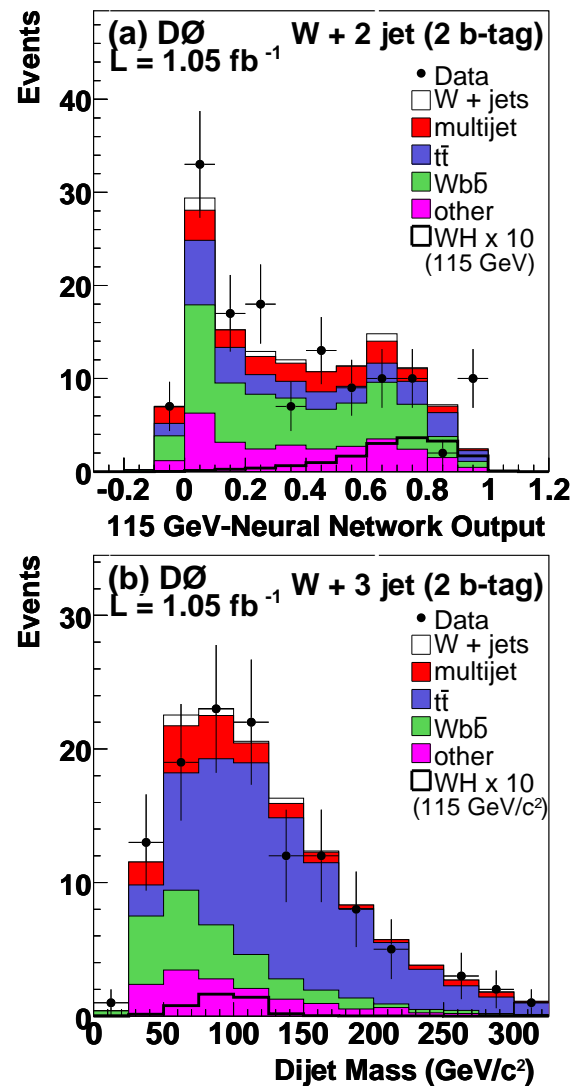 (a) DØ W + 2 jet (2 b-tag)
L = 1.05 fb⁻¹
Events
Data
W + jets
multijet
tt̄
Wbb̄
other
WH x 10
(115 GeV)
40
30
20
10
0
-0.2 0 0.2 0.4 0.6 0.8 1 1.2
115 GeV-Neural Network Output
(b) DØ W + 3 jet (2 b-tag)
L = 1.05 fb⁻¹
Events
Data
W + jets
multijet
tt̄
Wbb̄
other
WH x 10
(115 GeV/c²)
30
20
10
0
0 50 100 150 200 250 300
Dijet Mass (GeV/c²)